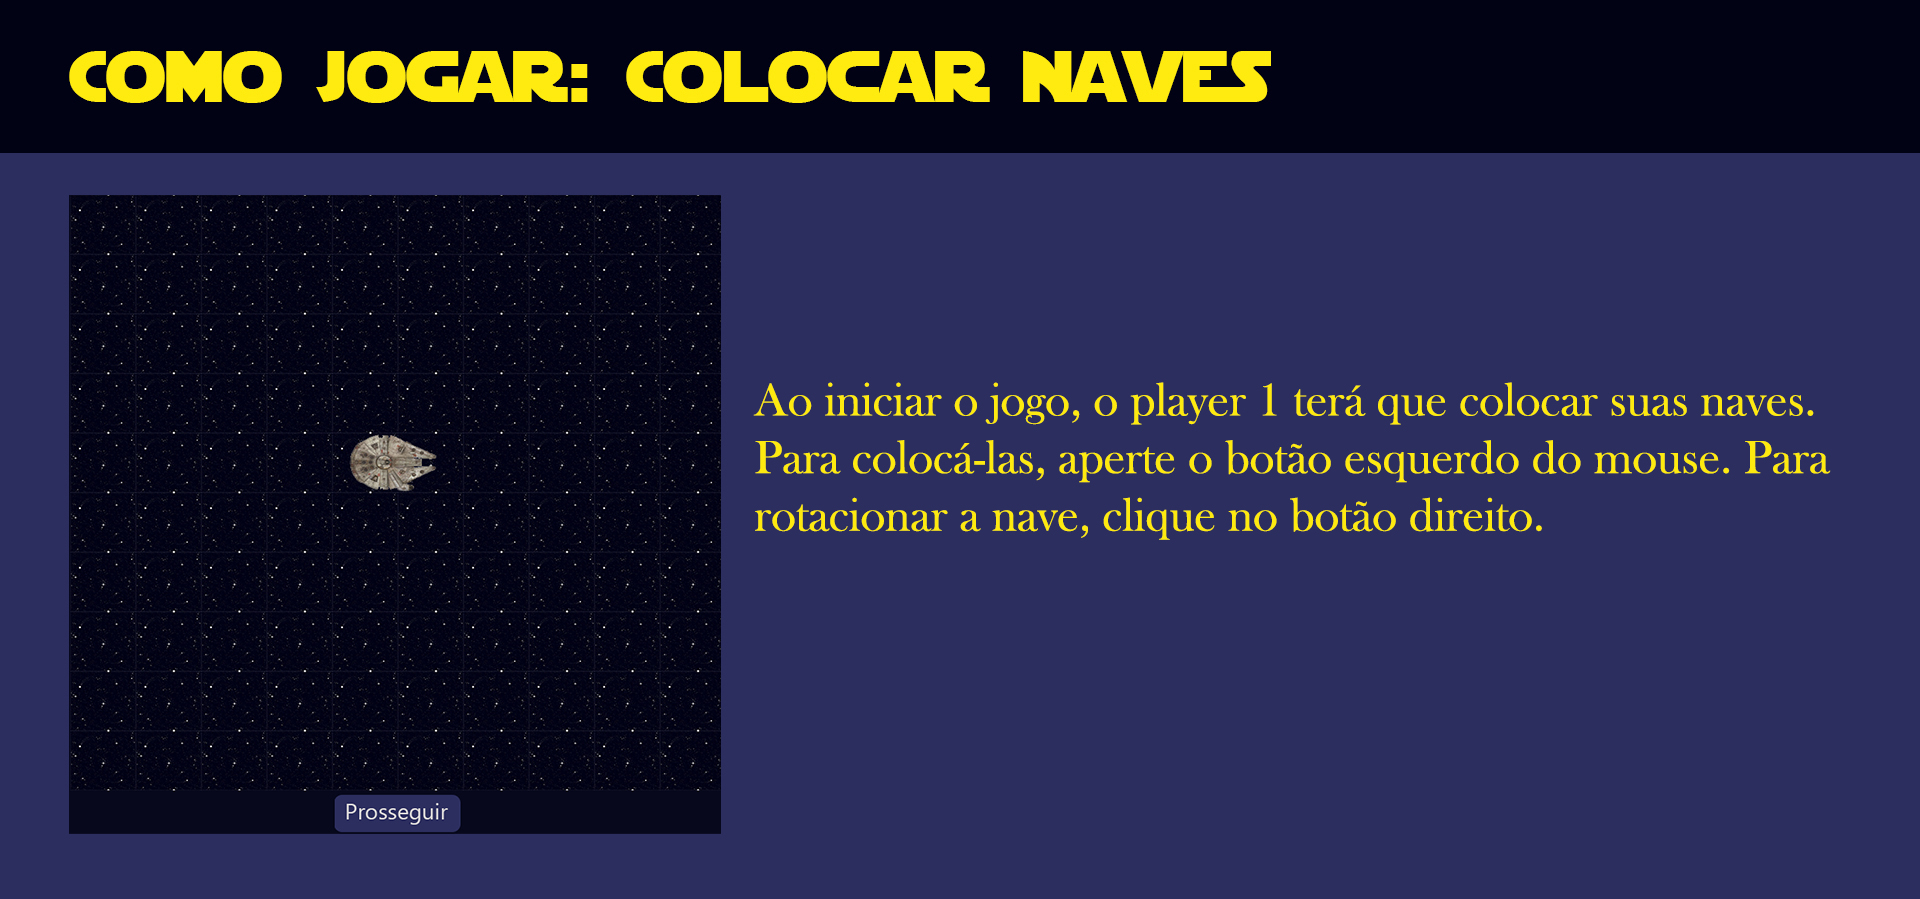 COMO JOGAR: COLOCAR NAVES
Ao iniciar o jogo, o player 1 terá que colocar suas naves.
Para colocá-las, aperte o botão esquerdo do mouse. Para
rotacionar a nave, clique no botão direito.
Prosseguir